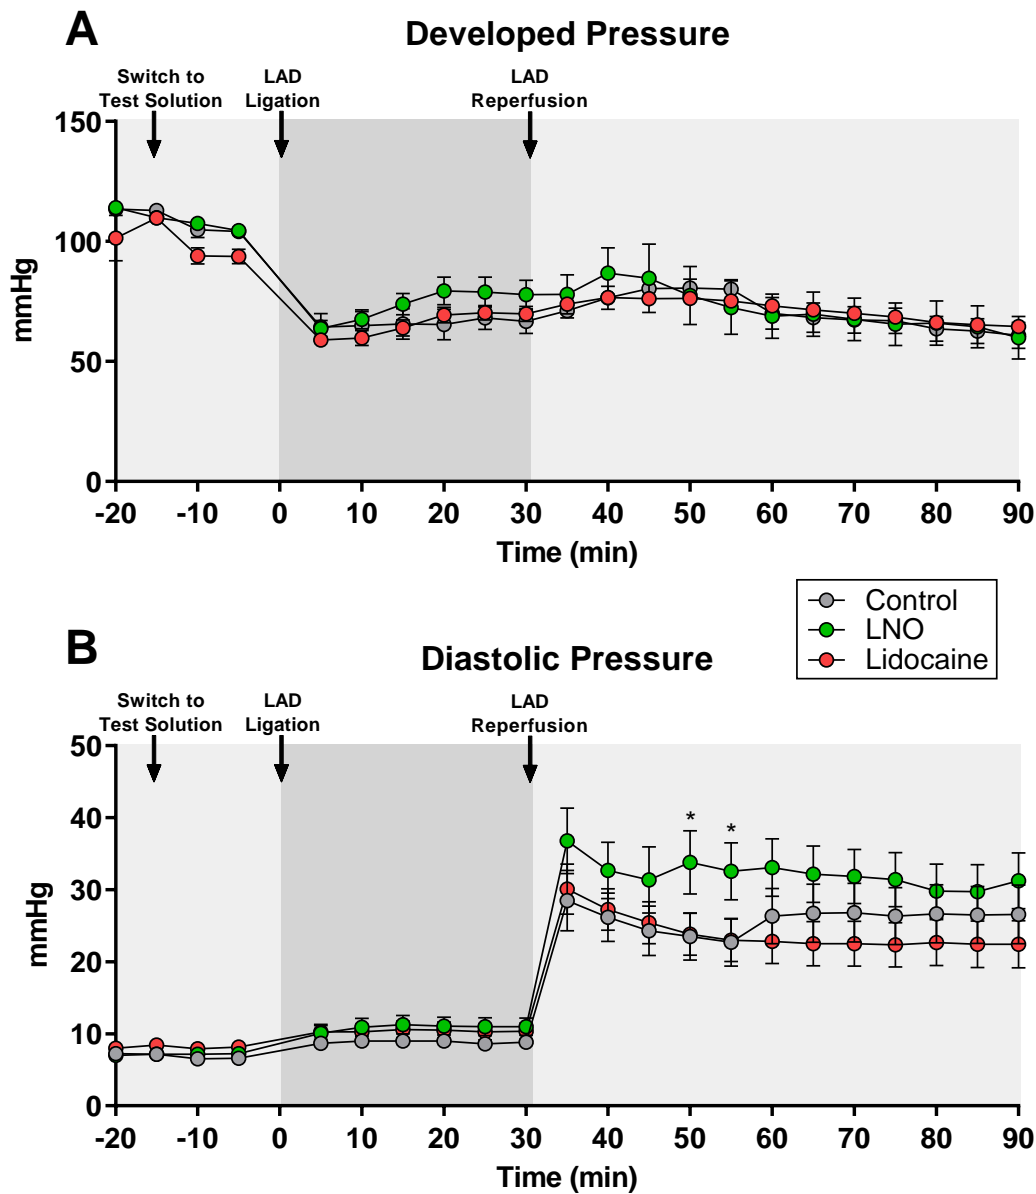 A
Developed Pressure
Switch to
Test Solution
LAD
Ligation
LAD
Reperfusion
150
100
50
0
mmHg
-20 -10 0 10 20 30 40 50 60 70 80 90
Time (min)
Control
LNO
Lidocaine
B
Diastolic Pressure
Switch to
Test Solution
LAD
Ligation
LAD
Reperfusion
50
40
30
20
10
0
mmHg
* *
-20 -10 0 10 20 30 40 50 60 70 80 90
Time (min)